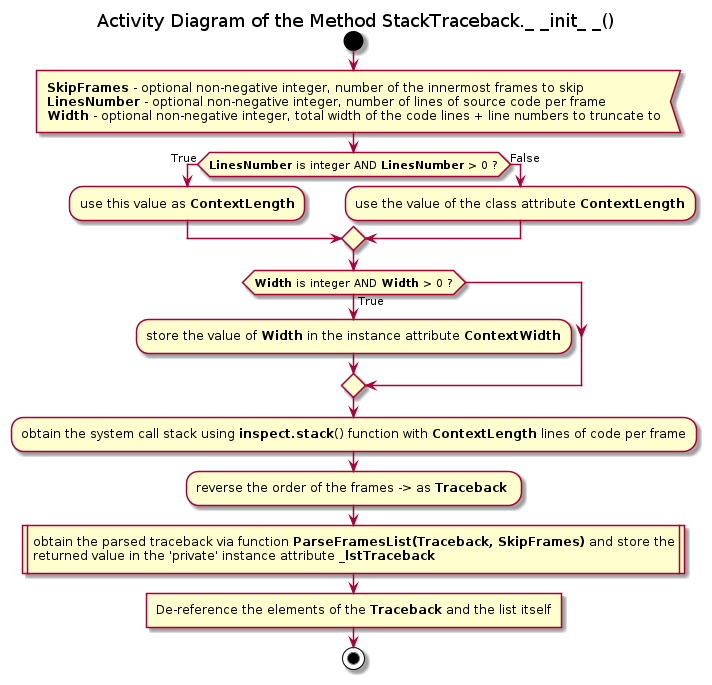 Activity Diagram of the Method StackTraceback._ _init_ _()
SkipFrames - optional non-negative integer, number of the innermost frames to skip
LinesNumber - optional non-negative integer, number of lines of source code per frame
Width - optional non-negative integer, total width of the code lines + line numbers to truncate to
True
LinesNumber is integer AND LinesNumber > 0 ?
False
use this value as ContextLength
use the value of the class attribute ContextLength
Width is integer AND Width > 0 ?
True
store the value of Width in the instance attribute ContextWidth
obtain the system call stack using inspect.stack() function with ContextLength lines of code per frame
reverse the order of the frames -> as Traceback
obtain the parsed traceback via function ParseFramesList(Traceback, SkipFrames) and store the
returned value in the 'private' instance attribute _lstTraceback
De-reference the elements of the Traceback and the list itself